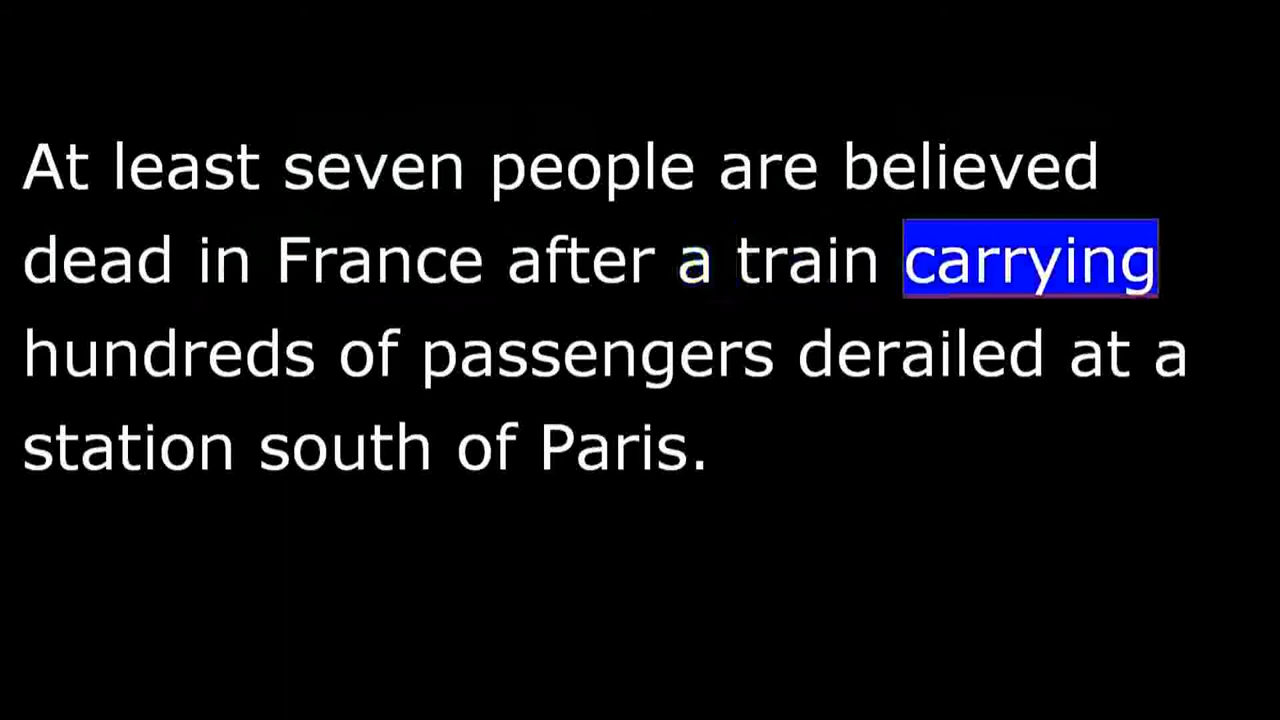 At least seven people are believed
dead in France after a train carrying
hundreds of passengers derailed at a
station south of Paris.